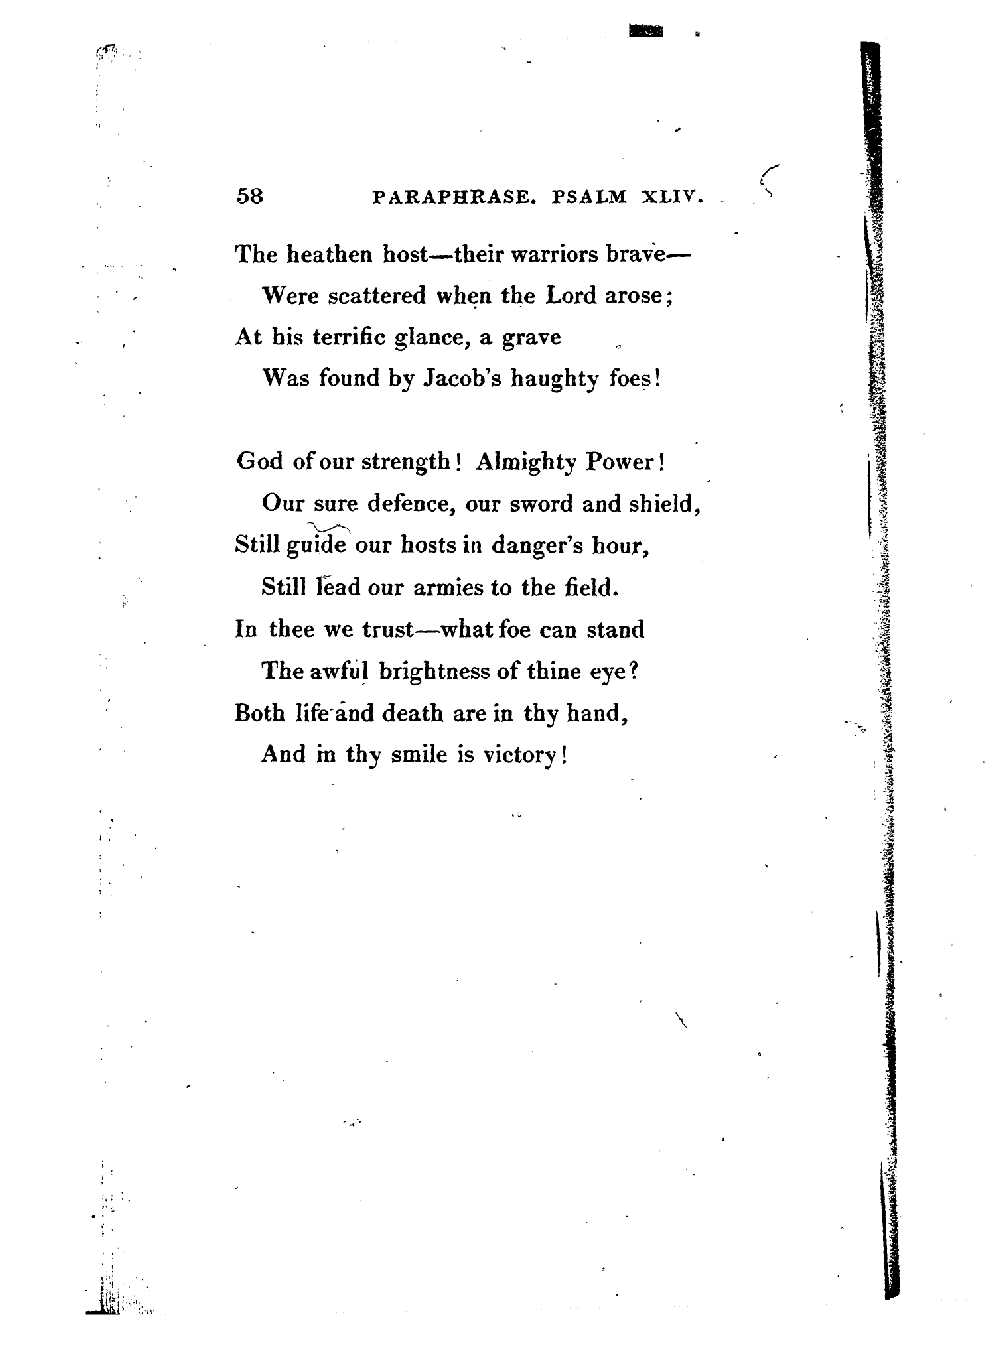 58 PARAPHRASE. PSALM XLIV.
The heathen host—their warriors brave—
Were scattered when the Lord arose;
At his terrific glance, a grave
Was found by Jacob's haughty foes!
God of our strength! Almighty Power!
Our sure defence, our sword and shield,
Still guide our hosts in danger's hour,
Still lead our armies to the field.
In thee we trust—what foe can stand
The awful brightness of thine eye?
Both life and death are in thy hand,
And in thy smile is victory!